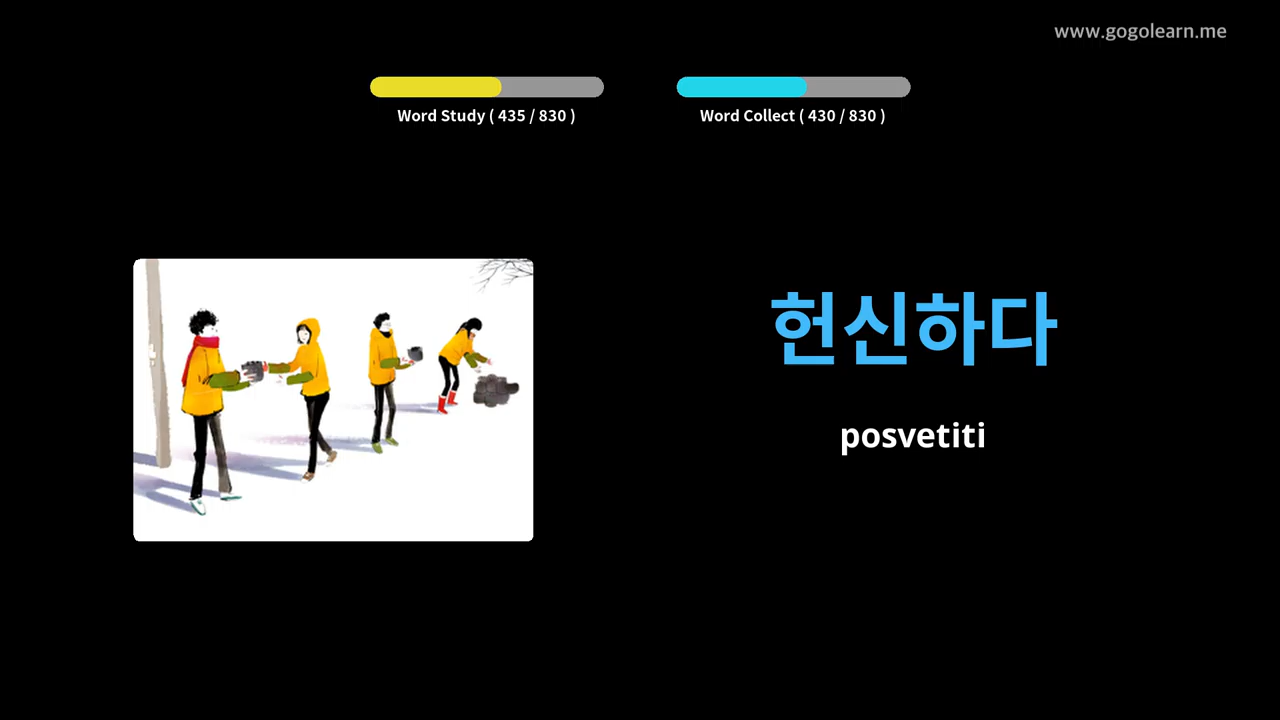 www.gogolearn.me
Word Study ( 435 / 830 )
Word Collect ( 430 / 830 )
헌신하다
posvetiti